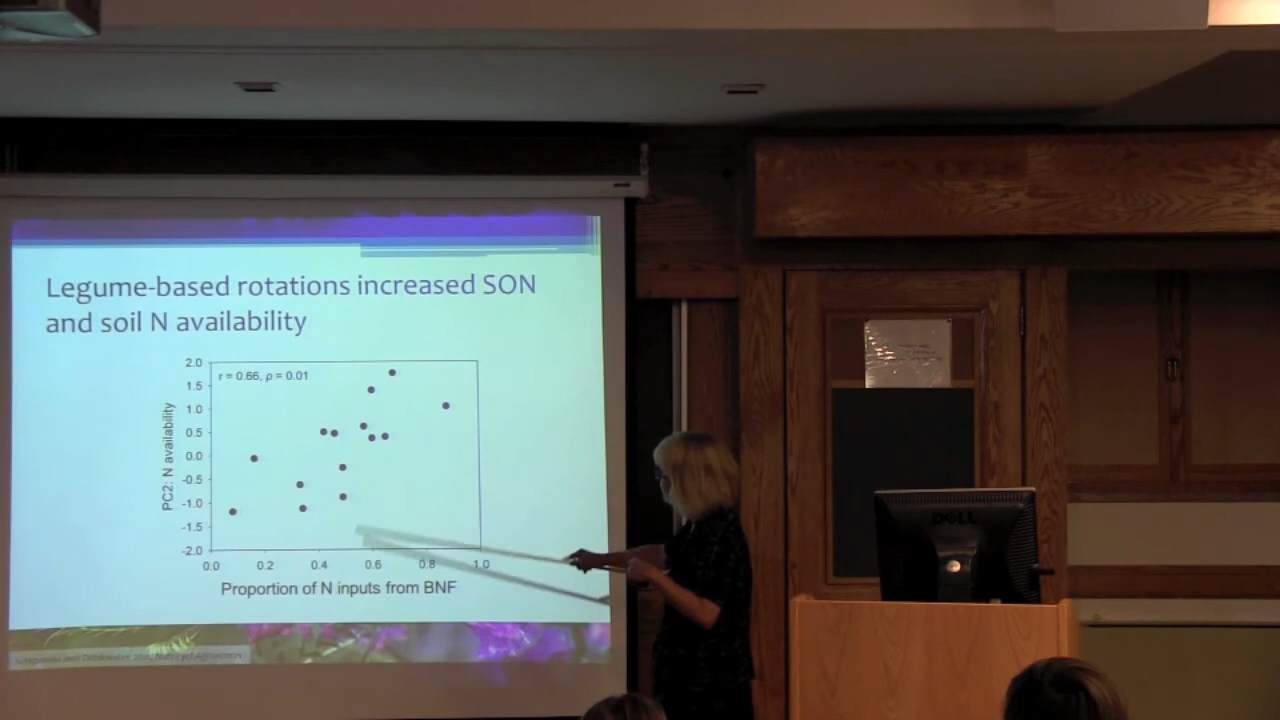 Legume-based rotations increased SON
and soil N availability
r = 0.66, p = 0.01
2.0
1.5
1.0
0.5
0.0
-0.5
-1.0
-1.5
-2.0
PC2: N availability
0.0 0.2 0.4 0.6 0.8 1.0
Proportion of N inputs from BNF
DELL